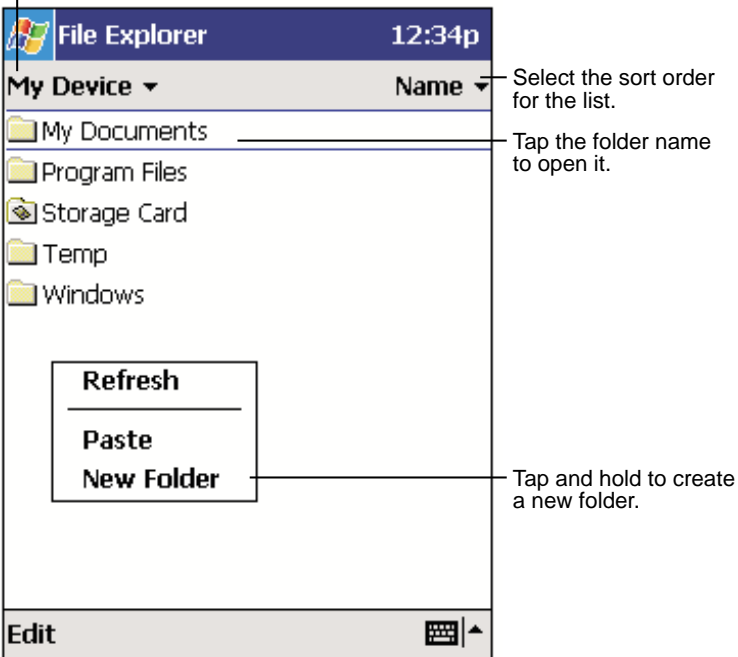 File Explorer 12:34p
My Device Name
Select the sort order
for the list.
My Documents
Tap the folder name
to open it.
Program Files
Storage Card
Temp
Windows
Refresh
Paste
New Folder
Tap and hold to create
a new folder.
Edit